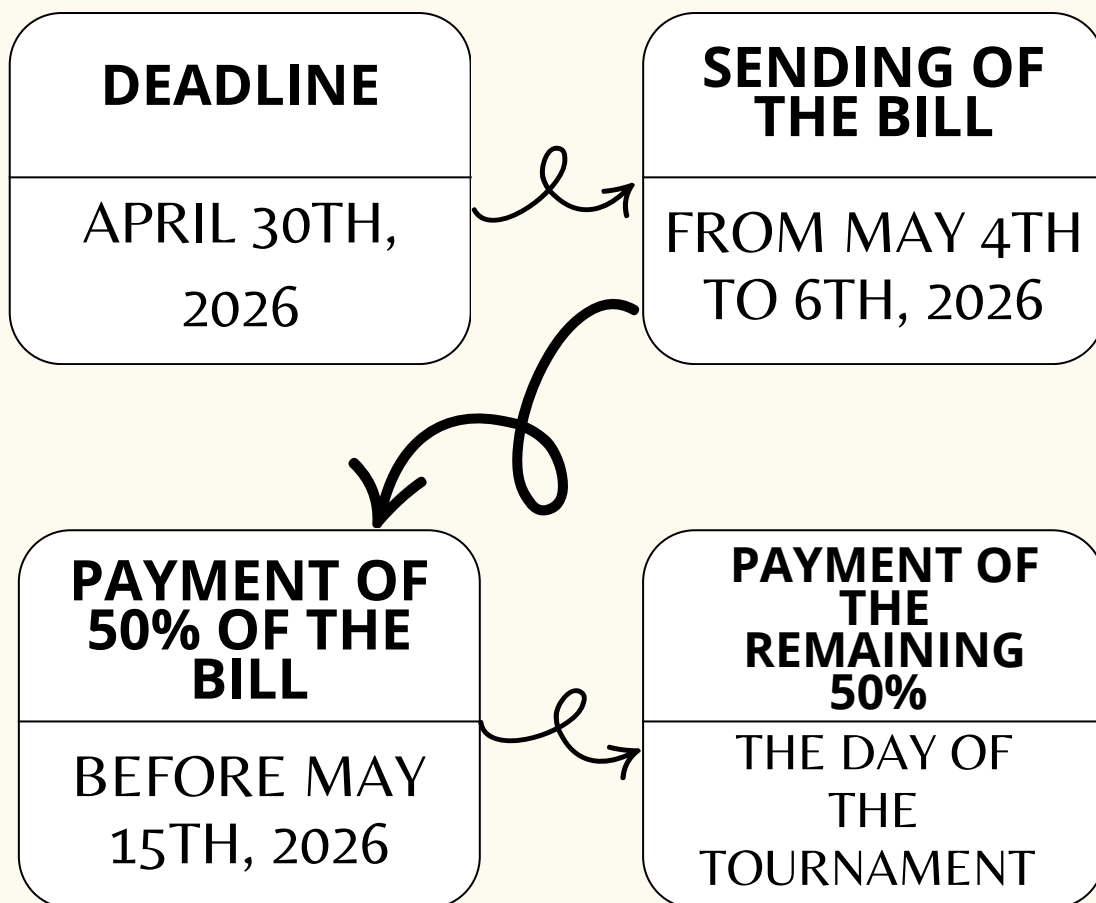 DEADLINE
APRIL 30TH,
2026
SENDING OF
THE BILL
FROM MAY 4TH
TO 6TH, 2026
PAYMENT OF
50% OF THE
BILL
BEFORE MAY
15TH, 2026
PAYMENT OF
THE
REMAINING
50%
THE DAY OF
THE
TOURNAMENT